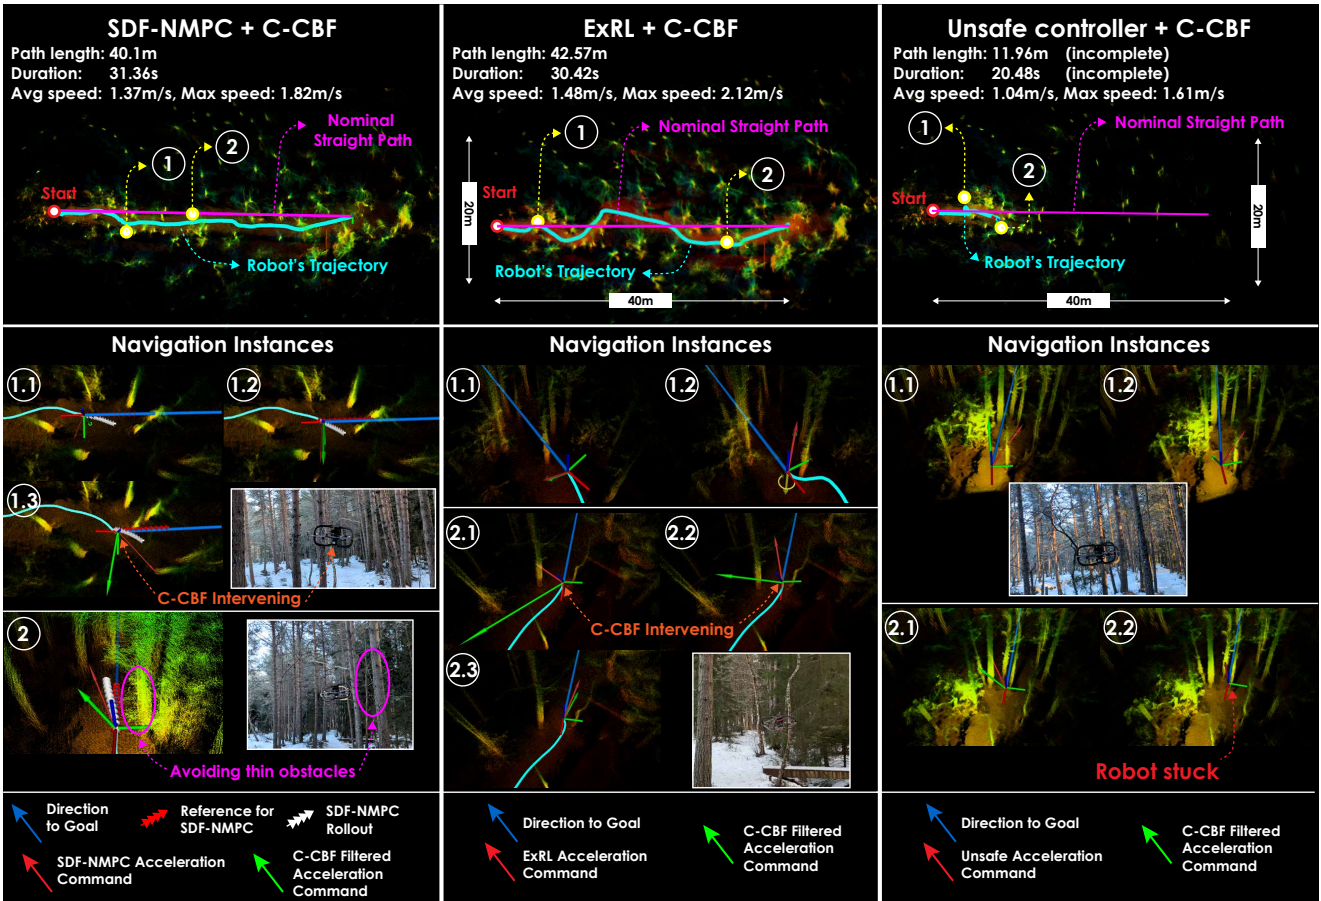 SDF-NMPC + C-CBF
Path length: 40.1m
Duration: 31.36s
Avg speed: 1.37m/s, Max speed: 1.82m/s
Nominal
Straight Path
1
2
Start
Robot's Trajectory
ExRL + C-CBF
Path length: 42.57m
Duration: 30.42s
Avg speed: 1.48m/s, Max speed: 2.12m/s
1
Nominal Straight Path
2
20m
Start
Robot's Trajectory
40m
Unsafe controller + C-CBF
Path length: 11.96m (incomplete)
Duration: 20.48s (incomplete)
Avg speed: 1.04m/s, Max speed: 1.61m/s
1
Nominal Straight Path
2
Start
20m
Robot's Trajectory
40m
Navigation Instances
1.1
1.2
1.3
C-CBF Intervening
2
Avoiding thin obstacles
Navigation Instances
1.1
1.2
2.1
2.2
C-CBF Intervening
2.3
Navigation Instances
1.1
1.2
2.1
2.2
Robot stuck
Direction
to Goal
Reference for
SDF-NMPC
SDF-NMPC
Rollout
SDF-NMPC Acceleration
Command
C-CBF Filtered
Acceleration
Command
Direction to Goal
ExRL Acceleration
Command
C-CBF Filtered
Acceleration
Command
Direction to Goal
Unsafe Acceleration
Command
C-CBF Filtered
Acceleration
Command